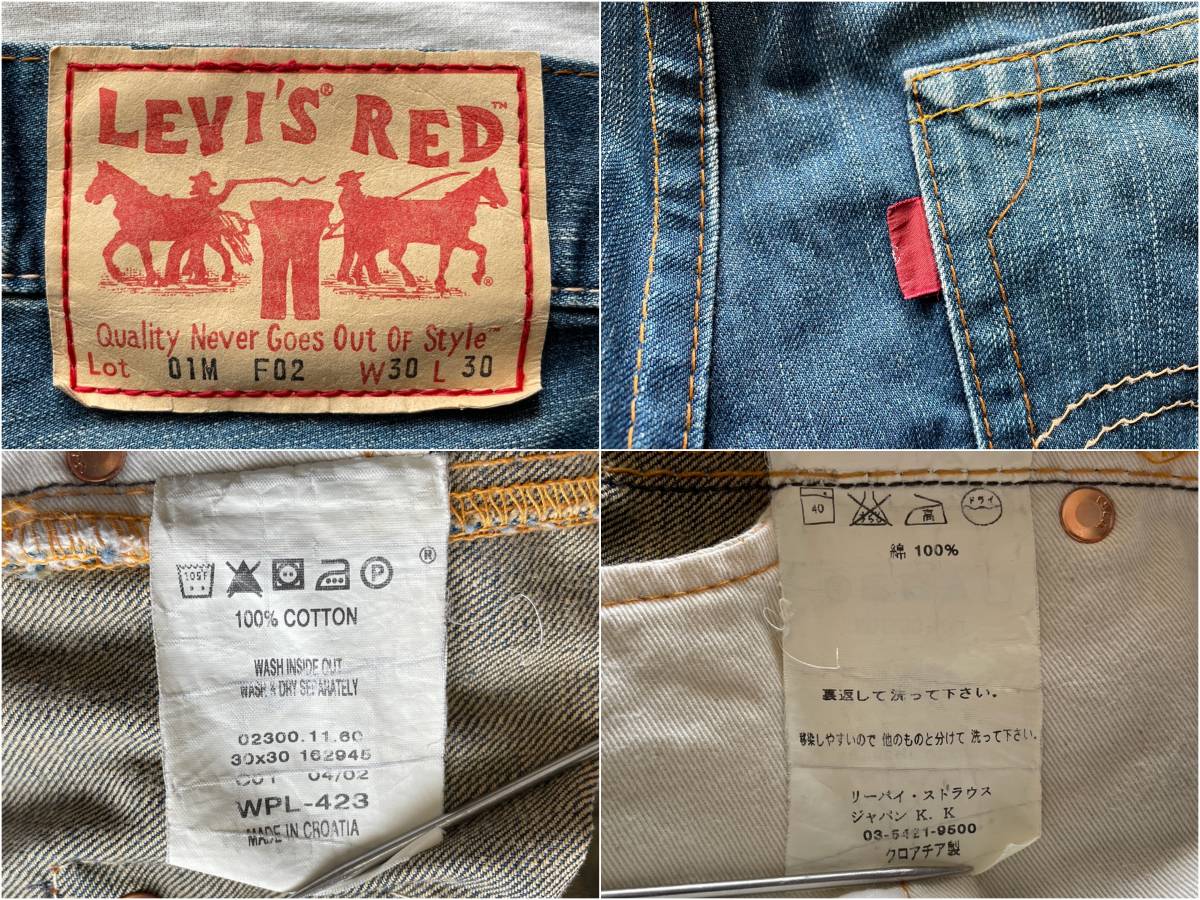 LEVI'S® RED™
®
Quality Never Goes Out Of Style™
Lot 01M F02 W30 L 30
®
105F
P
100% COTTON
WASH INSIDE OUT
WASH & DRY SEPARATELY
02300.11.60
30x30 162945
CUT 04/02
WPL-423
MADE IN CROATIA
40 高 ドライ
綿 100%
裏返して洗って下さい。
移染しやすいので 他のものと分けて 洗って下さい。
リーバイ・ストラウス
ジャパン K. K
03-5421-9500
クロアチア製